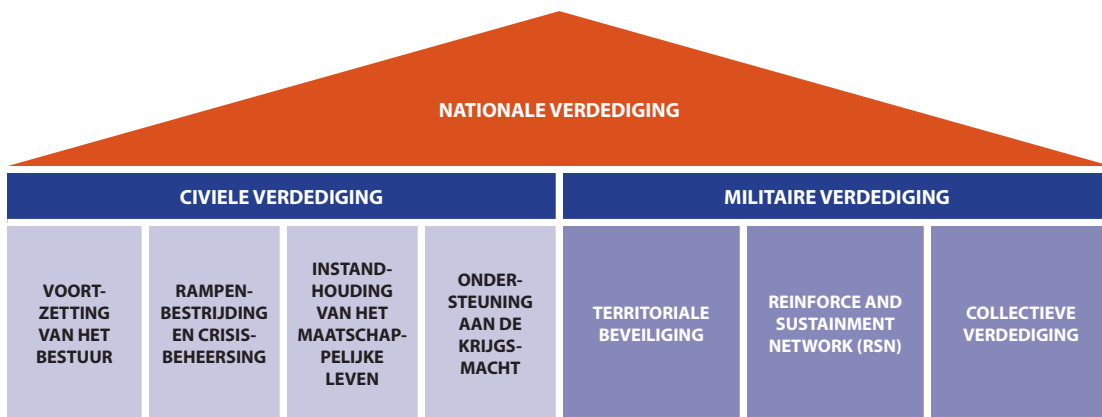 NATIONALE VERDEDIGING
CIVIELE VERDEDIGING
MILITAIRE VERDEDIGING
VOORT-
ZETTING
VAN HET
BESTUUR
RAMPEN-
BESTRIJDING
EN CRISIS-
BEHEERSING
INSTAND-
HOUDING
VAN HET
MAATSCHAP-
PELIJKE
LEVEN
ONDER-
STEUNING
AAN DE
KRIJGS-
MACHT
TERRITORIALE
BEVEILIGING
REINFORCE AND
SUSTAINMENT
NETWORK (RSN)
COLLECTIEVE
VERDEDIGING